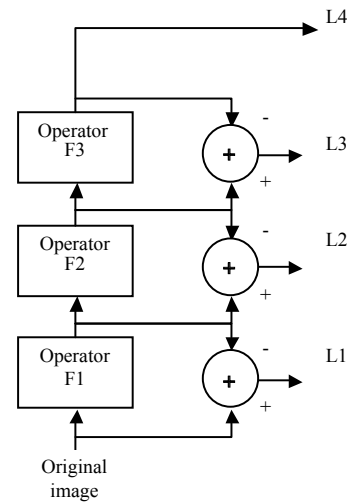 L4
Operator
F3
-
+
L3
+
Operator
F2
-
+
L2
+
Operator
F1
-
+
L1
+
Original
image